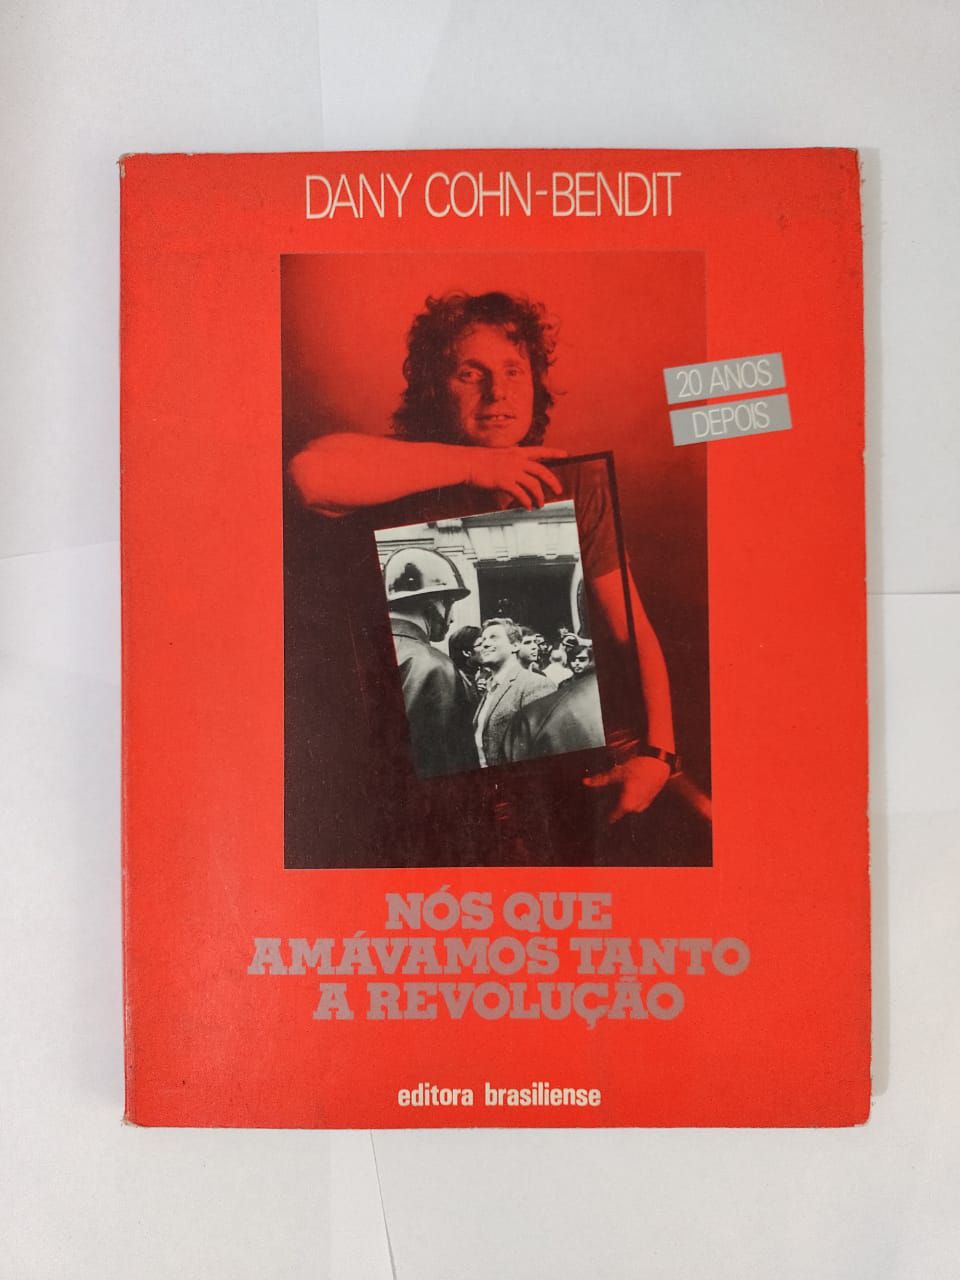 DANY COHN-BENDIT
20 ANOS
DEPOIS
NÓS QUE
AMÁVAMOS TANTO
A REVOLUÇÃO
editora brasiliense